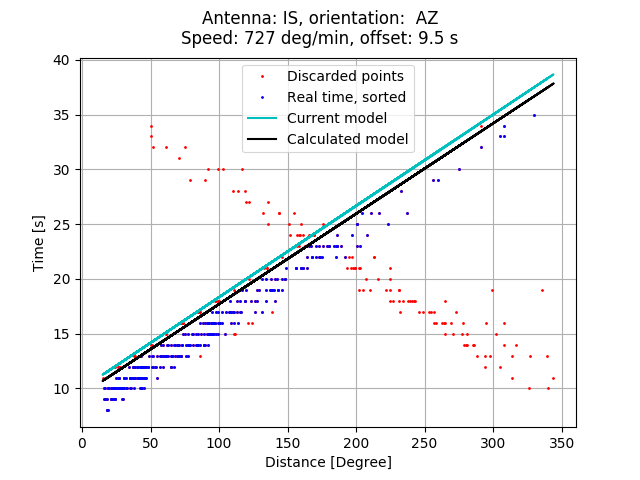 Antenna: IS, orientation:  AZ
Speed: 727 deg/min, offset: 9.5 s
Discarded points
Real time, sorted
Current model
Calculated model
Time [s]
40
35
30
25
20
15
10
0 50 100 150 200 250 300 350
Distance [Degree]